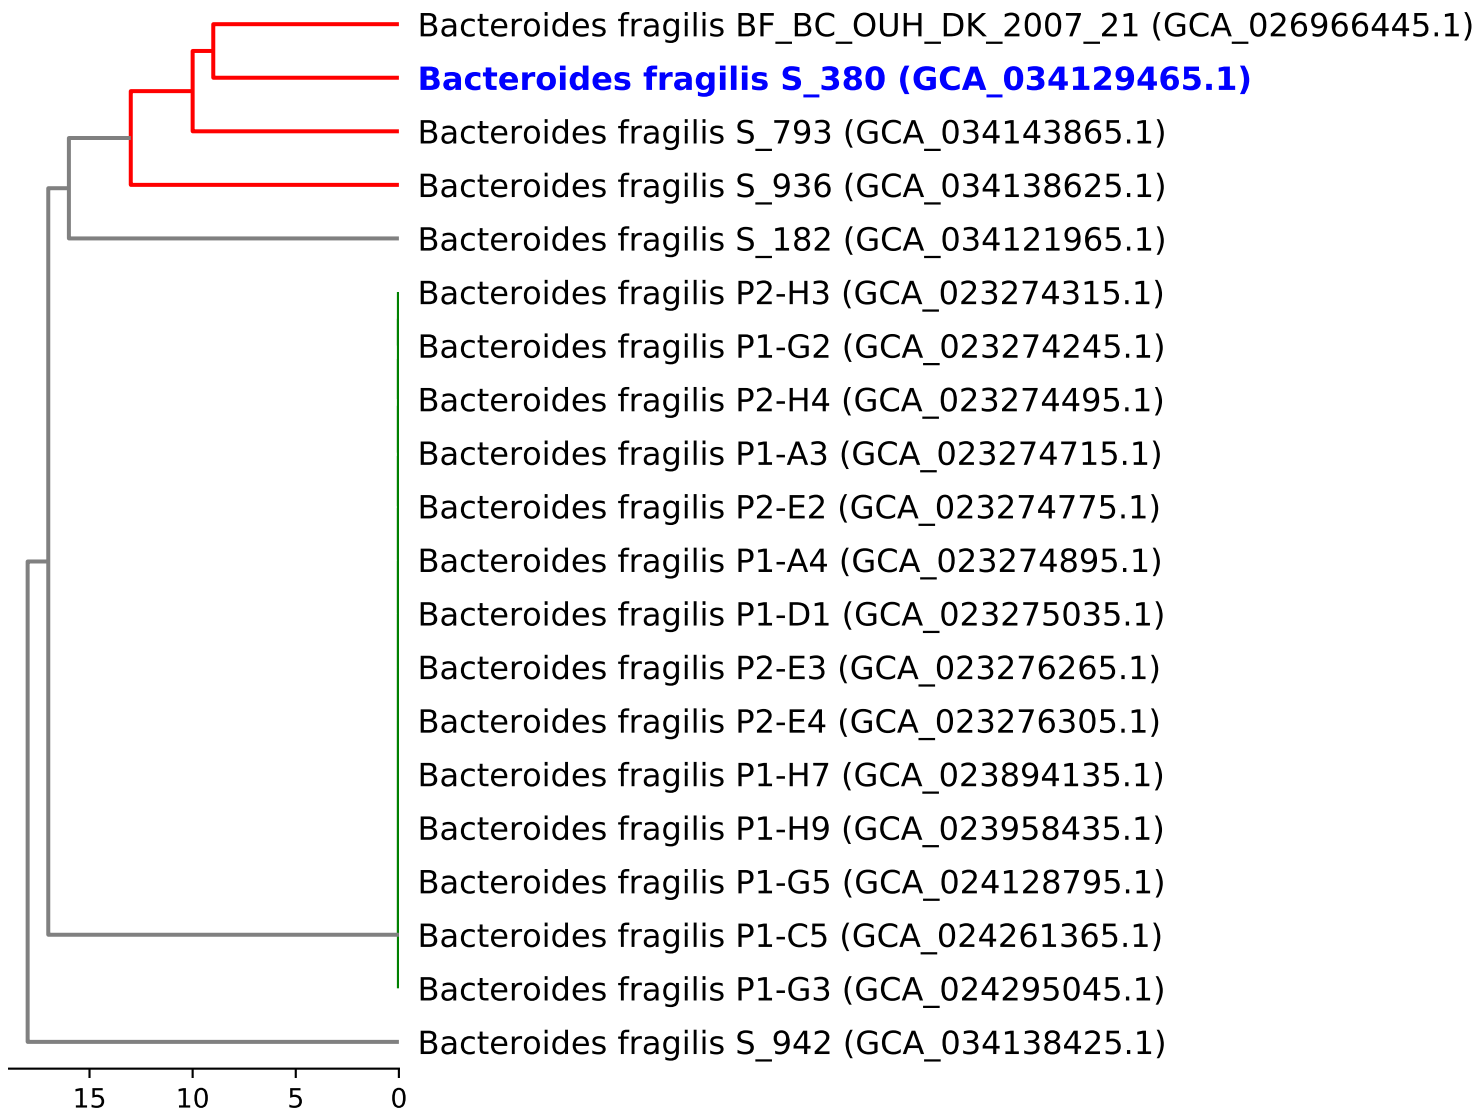 Bacteroides fragilis BF_BC_OUH_DK_2007_21 (GCA_026966445.1)
Bacteroides fragilis S_380 (GCA_034129465.1)
Bacteroides fragilis S_793 (GCA_034143865.1)
Bacteroides fragilis S_936 (GCA_034138625.1)
Bacteroides fragilis S_182 (GCA_034121965.1)
Bacteroides fragilis P2-H3 (GCA_023274315.1)
Bacteroides fragilis P1-G2 (GCA_023274245.1)
Bacteroides fragilis P2-H4 (GCA_023274495.1)
Bacteroides fragilis P1-A3 (GCA_023274715.1)
Bacteroides fragilis P2-E2 (GCA_023274775.1)
Bacteroides fragilis P1-A4 (GCA_023274895.1)
Bacteroides fragilis P1-D1 (GCA_023275035.1)
Bacteroides fragilis P2-E3 (GCA_023276265.1)
Bacteroides fragilis P2-E4 (GCA_023276305.1)
Bacteroides fragilis P1-H7 (GCA_023894135.1)
Bacteroides fragilis P1-H9 (GCA_023958435.1)
Bacteroides fragilis P1-G5 (GCA_024128795.1)
Bacteroides fragilis P1-C5 (GCA_024261365.1)
Bacteroides fragilis P1-G3 (GCA_024295045.1)
Bacteroides fragilis S_942 (GCA_034138425.1)
15 10 5 0